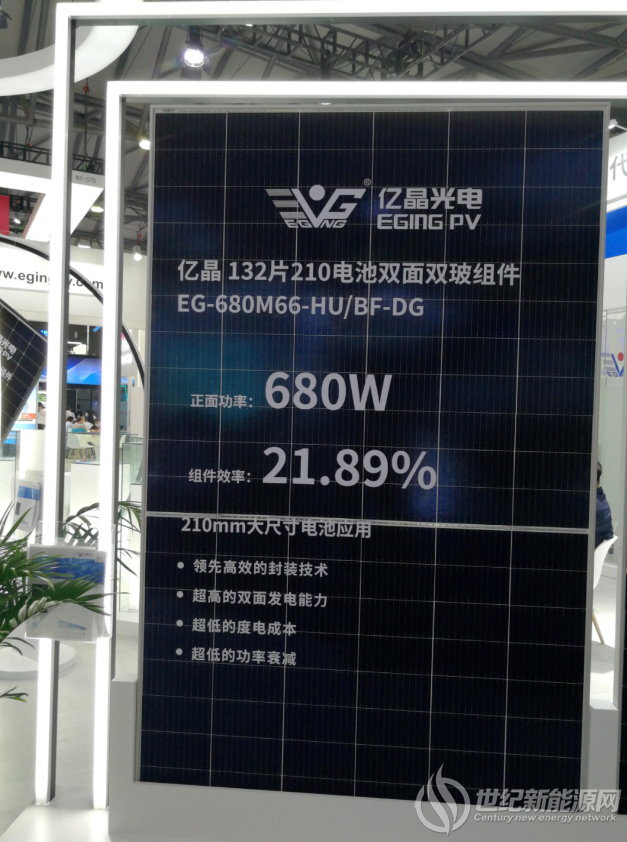 代
NT-STG
EGING
®
亿晶光电
EGING PV
亿晶 132片210电池双面双玻组件
EG-680M66-HU/BF-DG
正面功率: 680W
组件效率: 21.89%
210mm大尺寸电池应用
● 领先高效的封装技术
● 超高的双面发电能力
● 超低的度电成本
● 超低的功率衰减
世纪新能源网
Century new energy network